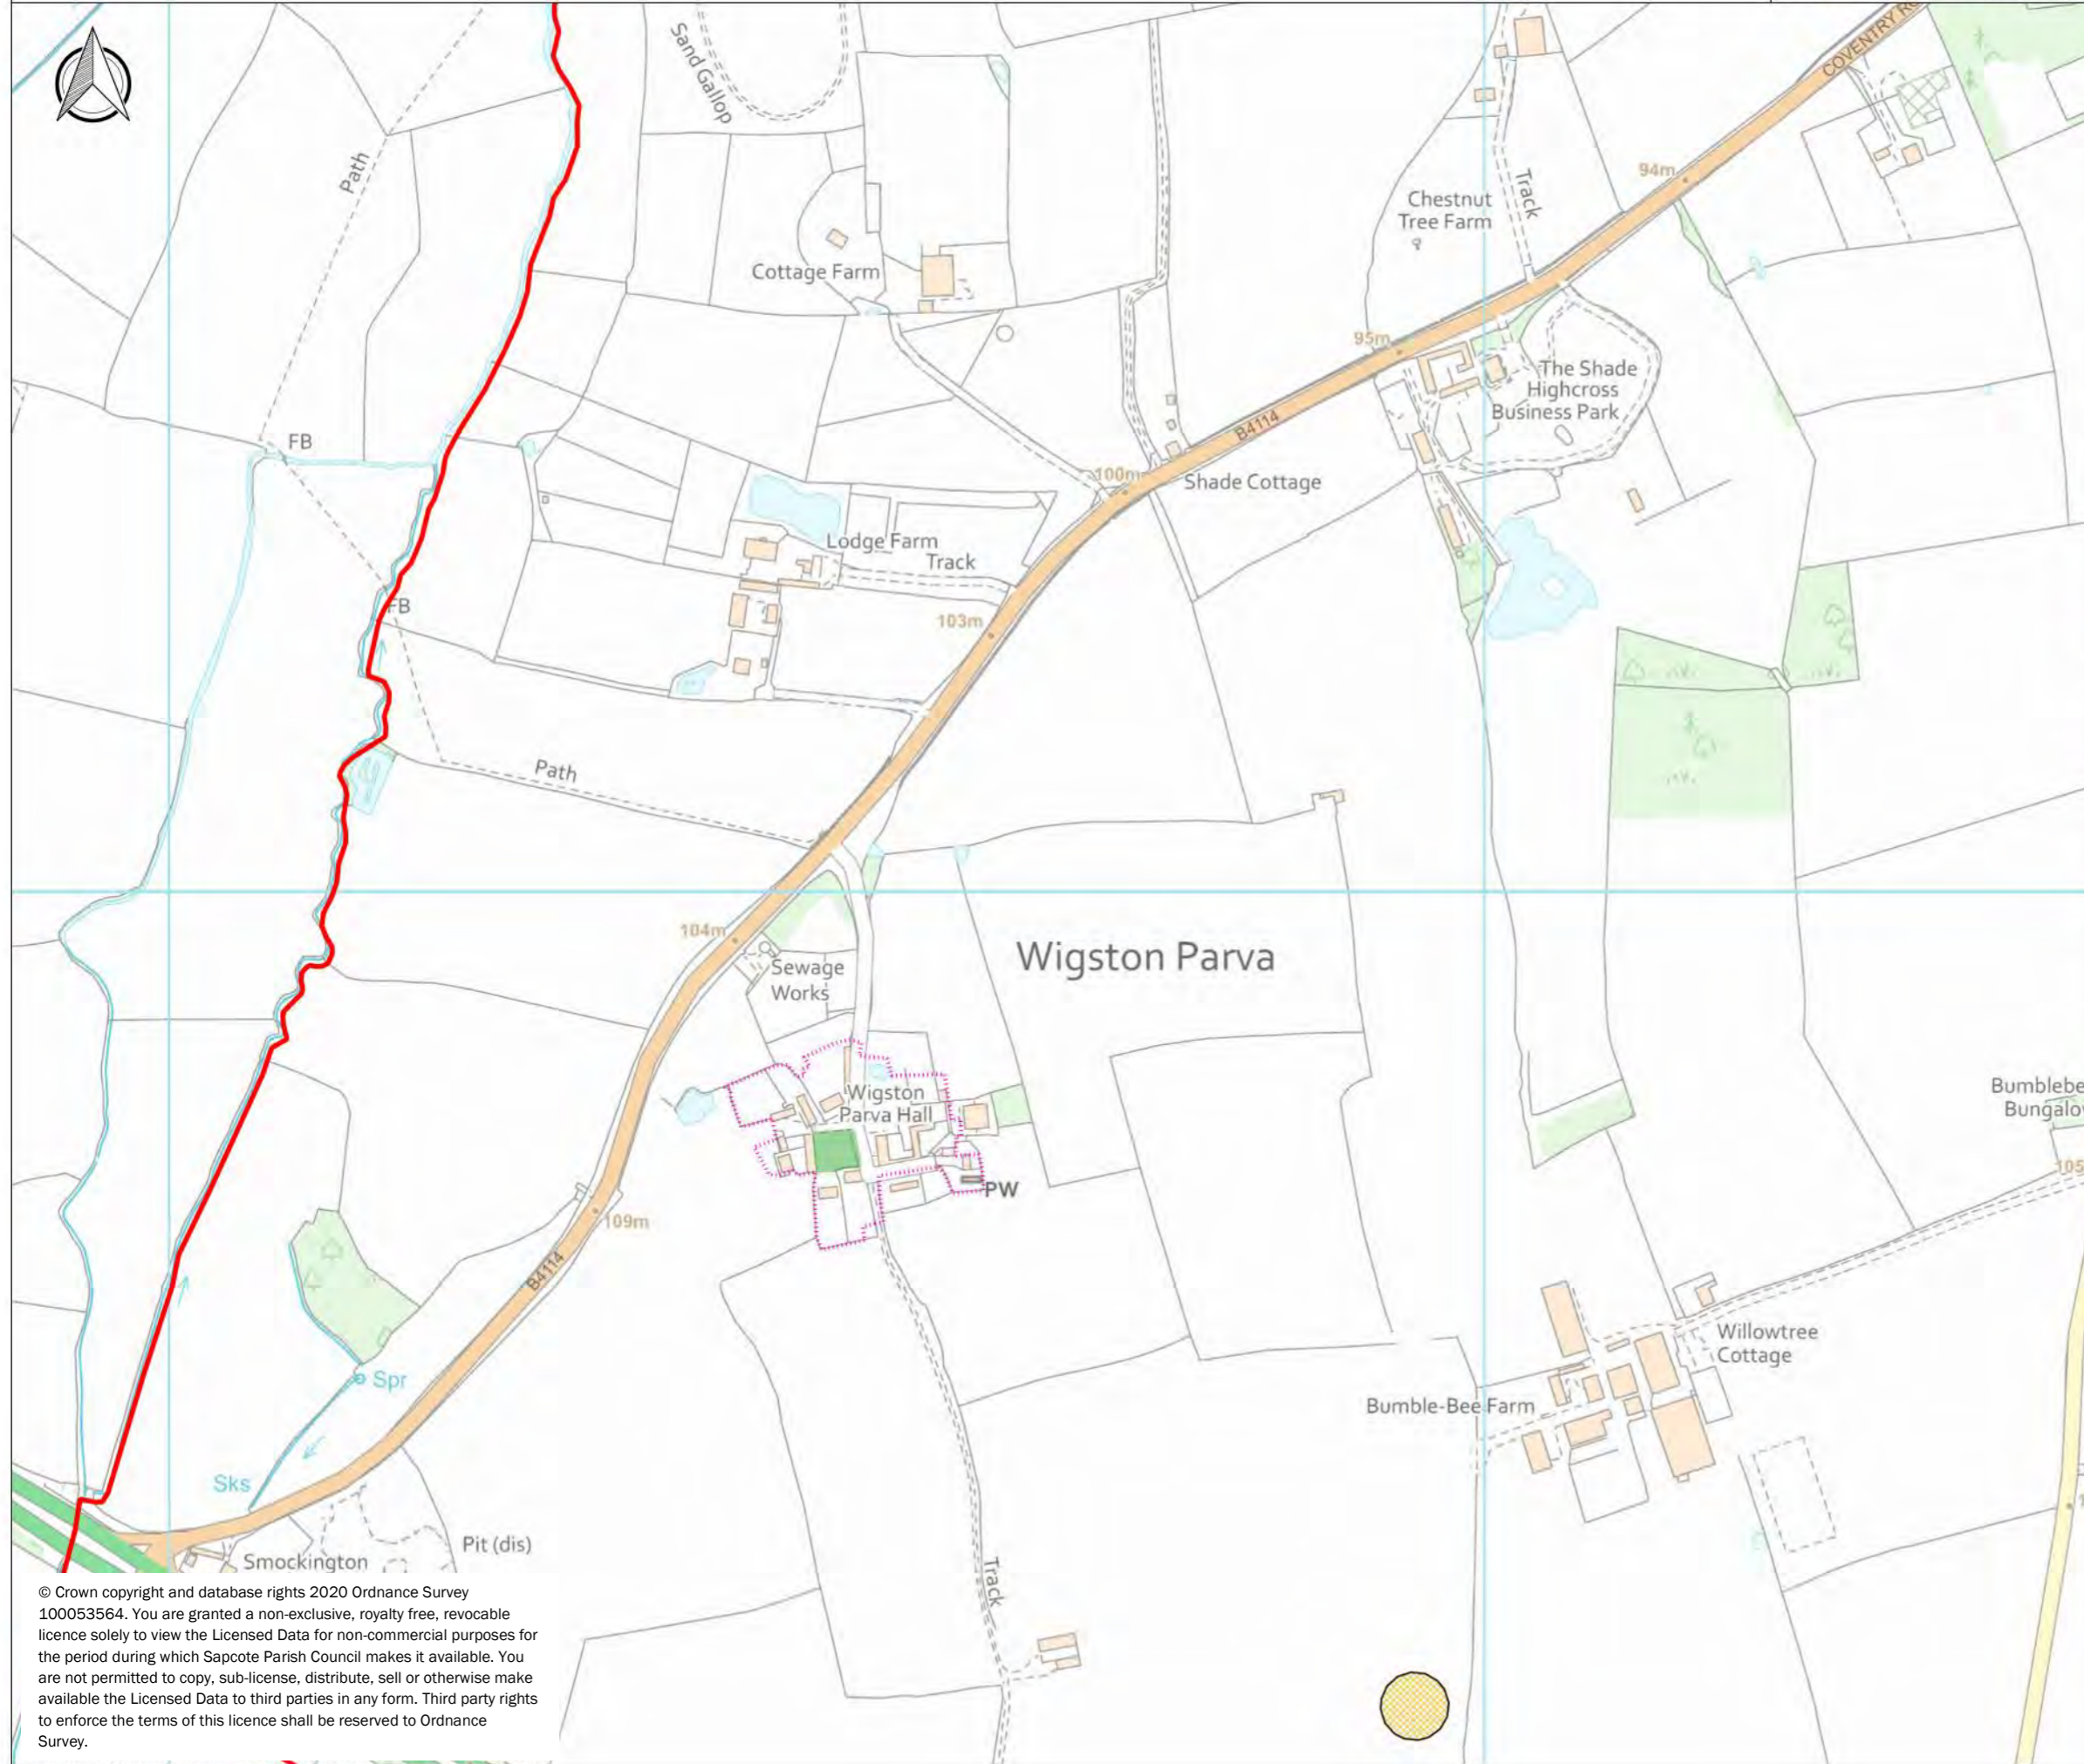 COVENTRY
Sand Gallop
Path
94m
Chestnut
Tree Farm
Track
Cottage Farm
95m
The Shade
Highcross
Business Park
B4114
FB
100m
Shade Cottage
Lodge Farm
Track
FB
103m
Path
104m
Wigston Parva
Sewage
Works
Wigston
Parva Hall
PW
109m
B4114
Willowtree
Cottage
Spr
Bumble-Bee Farm
Sks
Pit (dis)
Smockington
Track
© Crown copyright and database rights 2020 Ordnance Survey
100053564. You are granted a non-exclusive, royalty free, revocable
licence solely to view the Licensed Data for non-commercial purposes for
the period during which Sapcote Parish Council makes it available. You
are not permitted to copy, sub-license, distribute, sell or otherwise make
available the Licensed Data to third parties in any form. Third party rights
to enforce the terms of this licence shall be reserved to Ordnance
Survey.